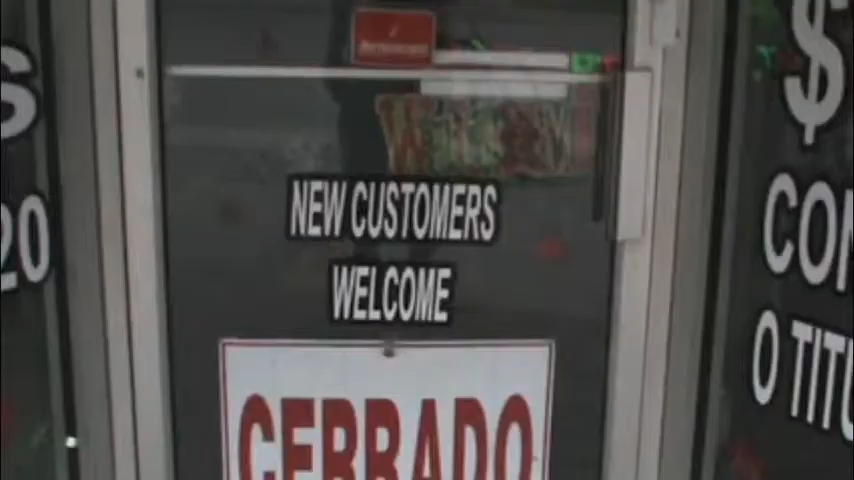 $
20
NEW CUSTOMERS
WELCOME
CERRADO
CON
O TITU